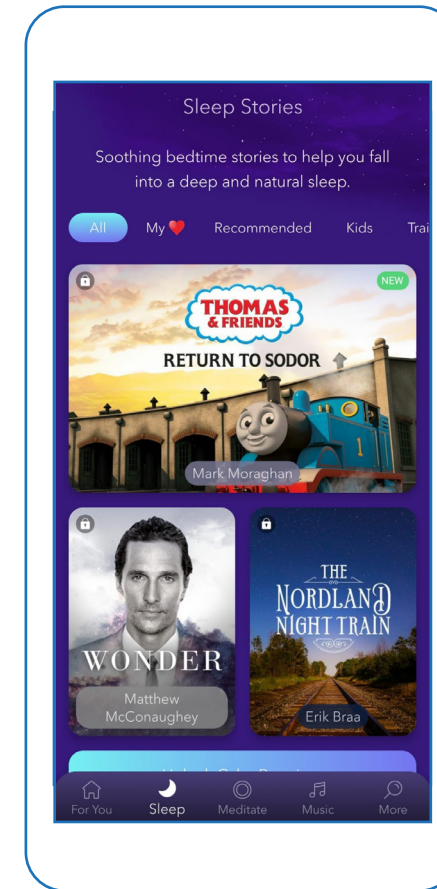 Sleep Stories
Soothing bedtime stories to help you fall
into a deep and natural sleep.
All My ❤️ Recommended Kids Trai
NEW
THOMAS
& FRIENDS
RETURN TO SODOR
1
Mark Moraghan
WONDER
Matthew
McConaughey
THE
NORDLAND
NIGHT TRAIN
Erik Braa
For You Sleep Meditate Music More